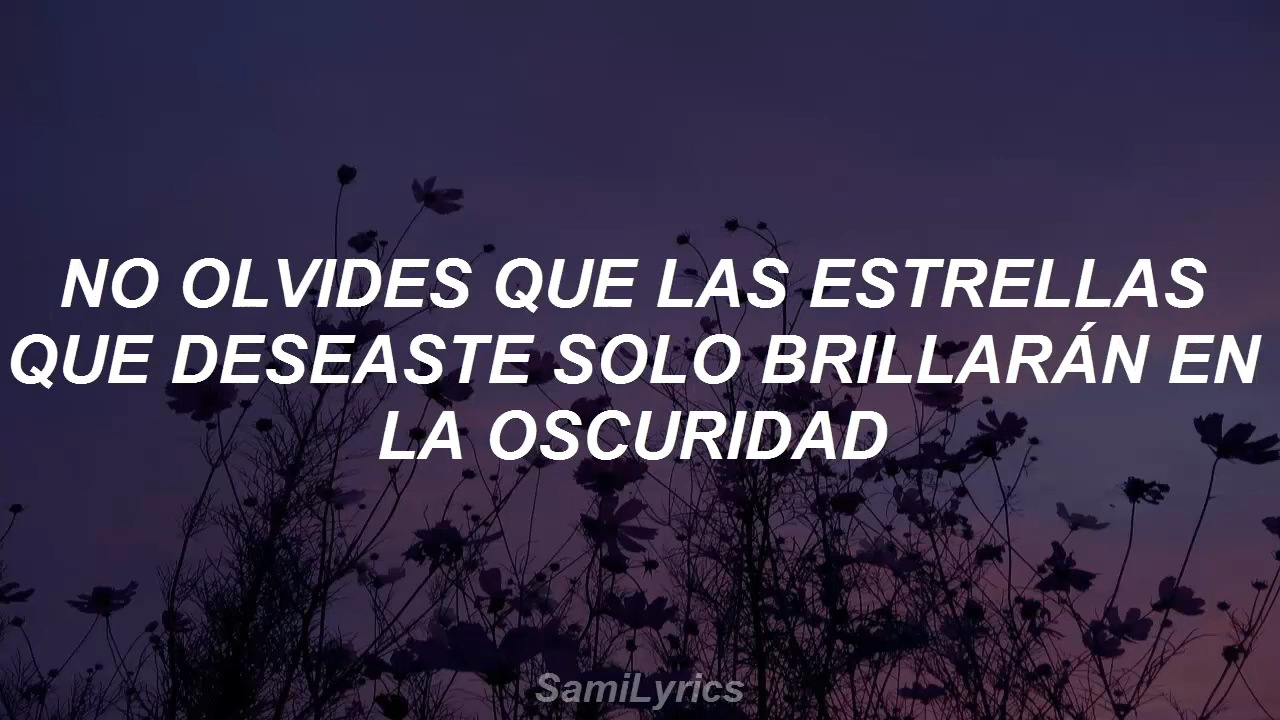 NO OLVIDES QUE LAS ESTRELLAS
QUE DESEASTE SOLO BRILLARÁN EN
LA OSCURIDAD
SamiLyrics